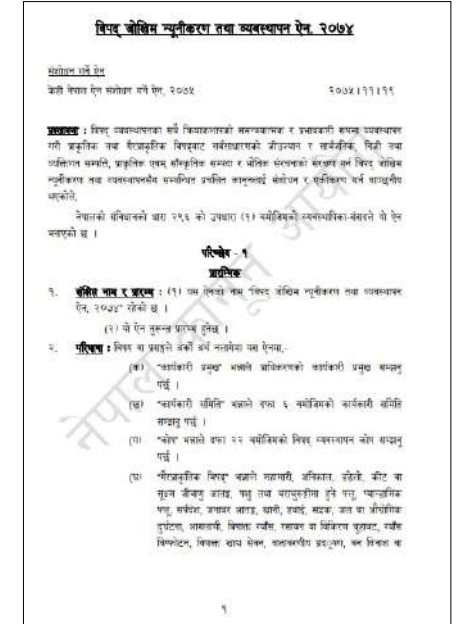 विपद् जोखिम न्यूनीकरण तथा व्यवस्थापन ऐन, २०७४
संशोधन गर्ने ऐन
केही नेपाल ऐन संशोधन गर्ने ऐन, २०७५ २०७५।११।१९
प्रस्तावना : विपद् व्यवस्थापनका सबै क्रियाकलापको समन्वयात्मक र प्रभावकारी रूपमा व्यवस्थापन
गरी प्राकृतिक तथा गैरप्राकृतिक विपद्बाट सर्वसाधारणको जीउज्यान र सार्वजनिक, निजी तथा
व्यक्तिगत सम्पत्ति, प्राकृतिक एवम् साँस्कृतिक सम्पदा र भौतिक संरचनाको संरक्षण गर्न विपद् जोखिम
न्यूनीकरण तथा व्यवस्थापनसँग सम्बन्धित प्रचलित कानूनलाई संशोधन र एकीकरण गर्न वाञ्छनीय
भएकोले,
नेपालको संविधानको धारा २९६ को उपधारा (१) बमोजिमको व्यवस्थापिका-संसदले यो ऐन
बनाएको छ ।
परिच्छेद - १
प्रारम्भिक
१. संक्षिप्त नाम र प्रारम्भ : (१) यस ऐनको नाम "विपद् जोखिम न्यूनीकरण तथा व्यवस्थापन
ऐन, २०७४" रहेको छ ।
(२) यो ऐन तुरुन्त प्रारम्भ हुनेछ ।
२. परिभाषा : विषय वा प्रसङ्गले अर्को अर्थ नलागेमा यस ऐनमा,-
(क) "कार्यकारी प्रमुख" भन्नाले प्राधिकरणको कार्यकारी प्रमुख सम्झनु
पर्छ ।
(ख) "कार्यकारी समिति" भन्नाले दफा ६ बमोजिमको कार्यकारी समिति
सम्झनु पर्छ ।
(ग) "कोष" भन्नाले दफा २२ बमोजिमको विपद् व्यवस्थापन कोष सम्झनु
पर्छ ।
(घ) "गैरप्राकृतिक विपद्" भन्नाले महामारी, अनिकाल, डढेलो, कीट वा
सूक्ष्म जीवाणु आतङ्क, पशु तथा चराचुरुङ्गीमा हुने फ्लू, प्यान्डामिक
फ्लू, सर्पदंश, जनावर आतङ्क, खानी, हवाई, सडक, जल वा औद्योगिक
दुर्घटना, आगलागी, विषाक्त ग्याँस, रसायन वा विकिरण चुहावट, ग्याँस
विष्फोटन, विषाक्त खाद्य सेवन, वातावरणीय प्रदूषण, वन विनाश वा
१
नेपाल कानून आयोग